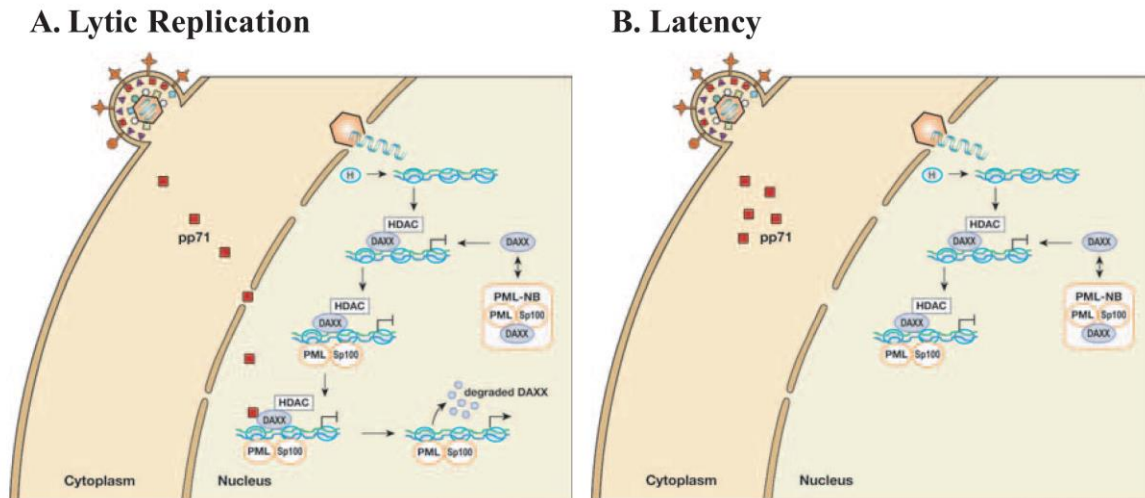 A. Lytic Replication
pp71
H
HDAC
DAXX
DAXX
HDAC
DAXX
PML Sp100
PML-NB
PML Sp100
DAXX
HDAC
DAXX
PML Sp100
degraded DAXX
PML Sp100
Cytoplasm
Nucleus
B. Latency
pp71
H
HDAC
DAXX
DAXX
HDAC
DAXX
PML Sp100
PML-NB
PML Sp100
DAXX
Cytoplasm
Nucleus